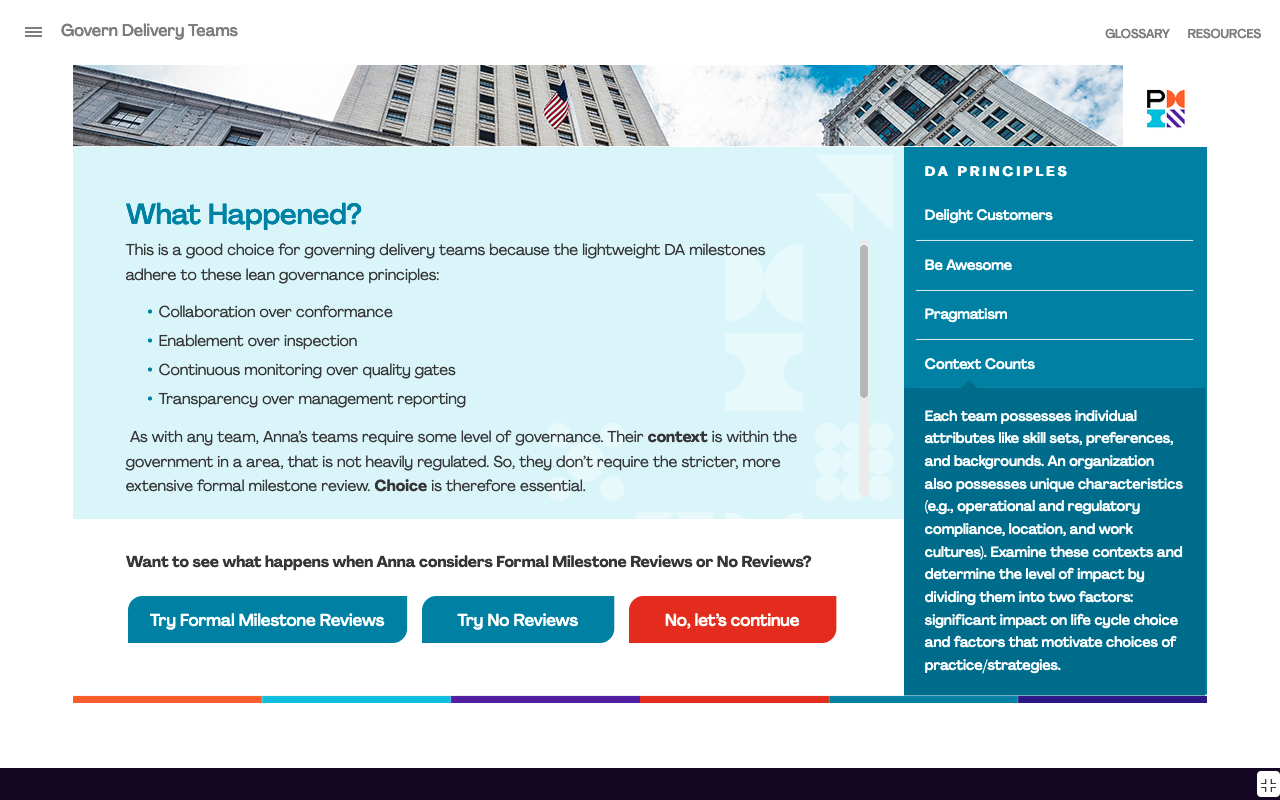 Govern Delivery Teams
GLOSSARY
RESOURCES
PMI
What Happened?
This is a good choice for governing delivery teams because the lightweight DA milestones
adhere to these lean governance principles:
• Collaboration over conformance
• Enablement over inspection
• Continuous monitoring over quality gates
• Transparency over management reporting
As with any team, Anna’s teams require some level of governance. Their context is within the
government in a area, that is not heavily regulated. So, they don’t require the stricter, more
extensive formal milestone review. Choice is therefore essential.
Want to see what happens when Anna considers Formal Milestone Reviews or No Reviews?
Try Formal Milestone Reviews
Try No Reviews
No, let’s continue
DA PRINCIPLES
Delight Customers
Be Awesome
Pragmatism
Context Counts
Each team possesses individual
attributes like skill sets, preferences,
and backgrounds. An organization
also possesses unique characteristics
(e.g., operational and regulatory
compliance, location, and work
cultures). Examine these contexts and
determine the level of impact by
dividing them into two factors:
significant impact on life cycle choice
and factors that motivate choices of
practice/strategies.